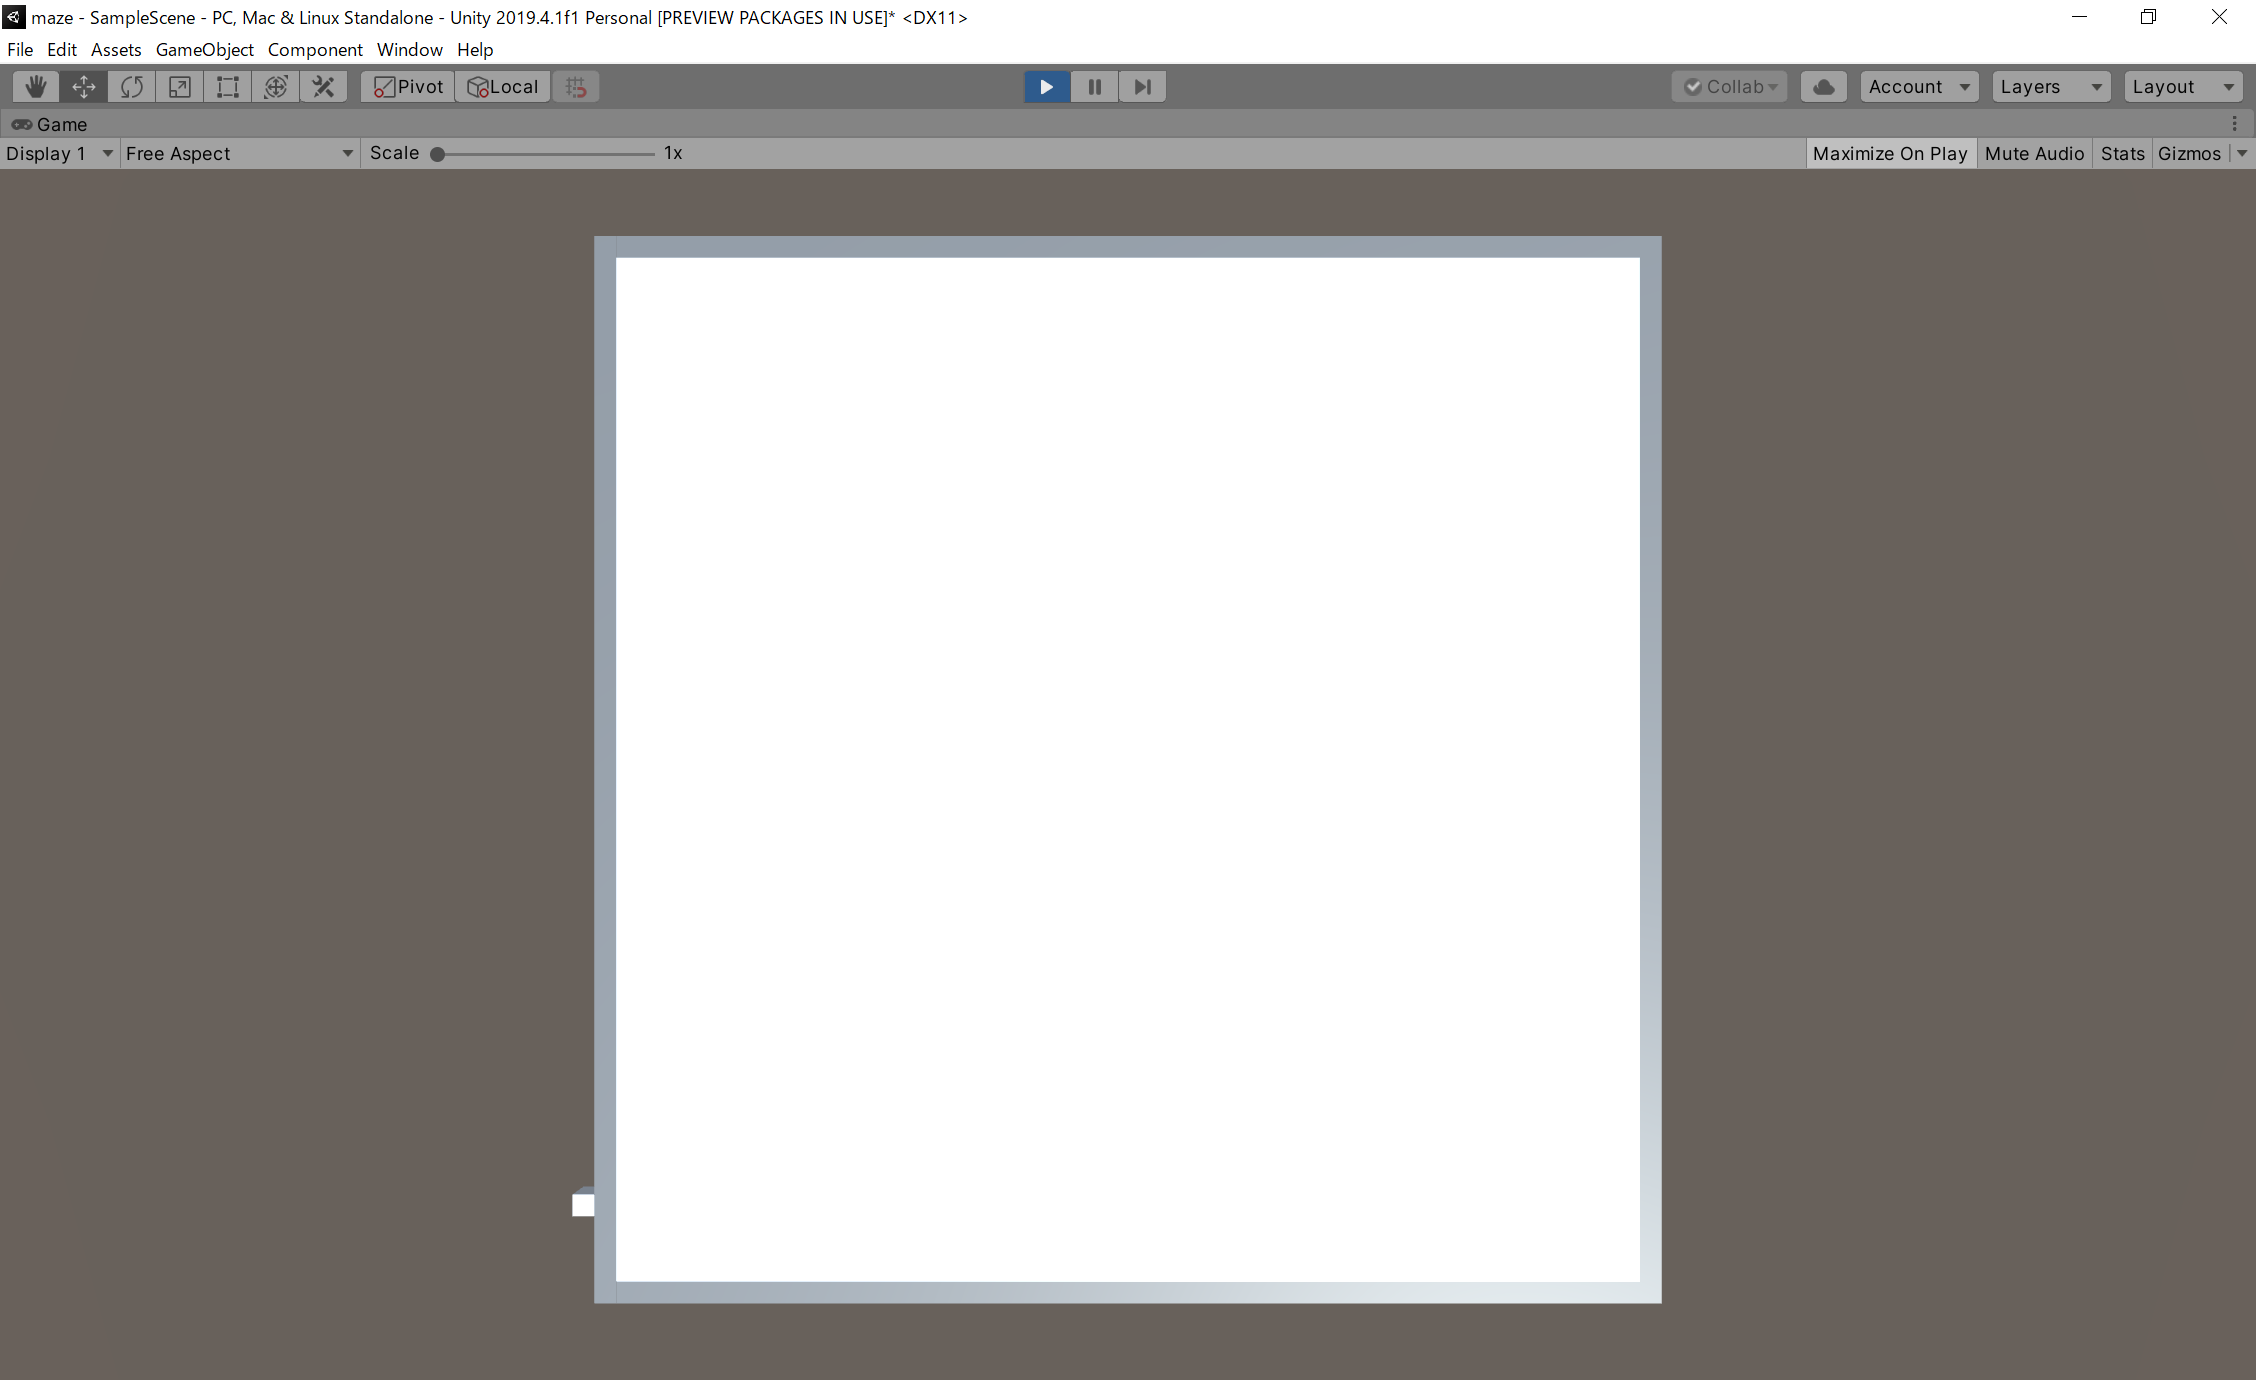 maze - SampleScene - PC, Mac & Linux Standalone - Unity 2019.4.1f1 Personal [PREVIEW PACKAGES IN USE]* <DX11>
File Edit Assets GameObject Component Window Help
Pivot Local Collab Account Layers Layout
Game
Display 1 Free Aspect Scale 1x Maximize On Play Mute Audio Stats Gizmos